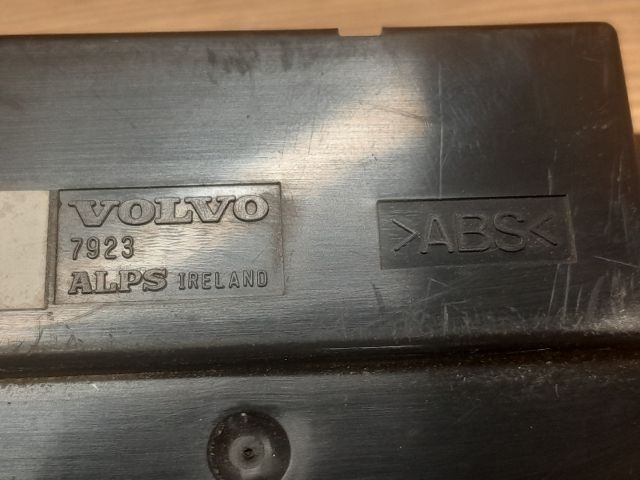 VOLVO
7923
ALPS IRELAND
>ABS<